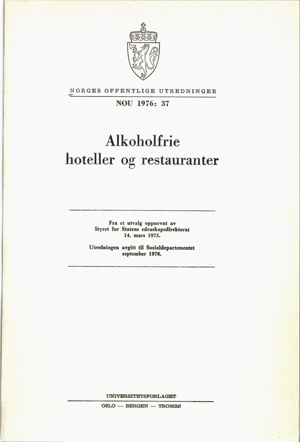 NORGES OFFENTLIGE UTREDNINGER
NOU 1976: 37
Alkoholfrie
hoteller og restauranter
Fra et utvalg oppnevnt av
Styret for Statens edruskapsdirektorat
14. mars 1975.
Utredningen avgitt til Sosialdepartementet
september 1976.
UNIVERSITETSFORLAGET
OSLO — BERGEN — TROMSØ